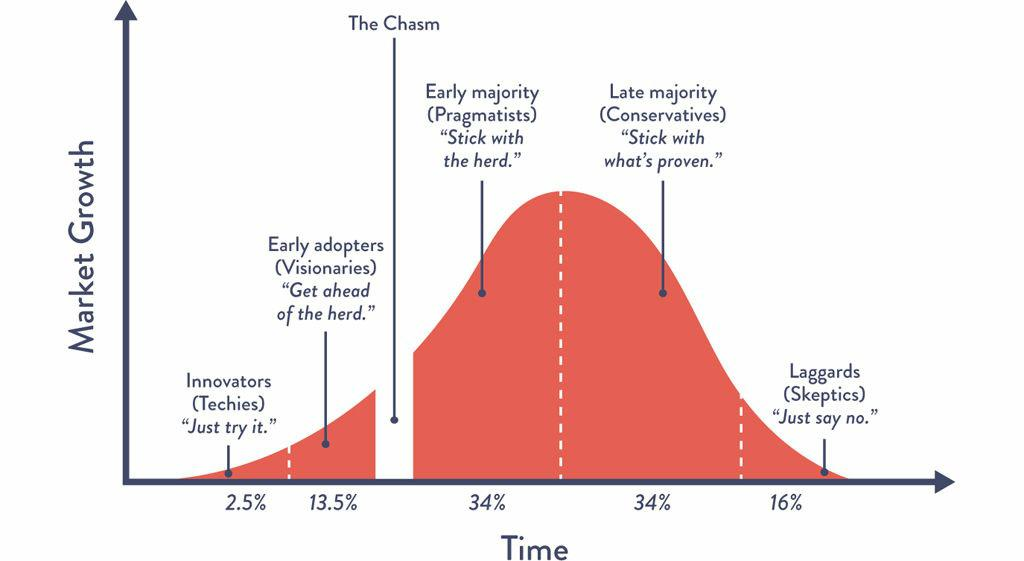 The Chasm
Early majority
(Pragmatists)
“Stick with
the herd.”
Late majority
(Conservatives)
“Stick with
what’s proven.”
Market Growth
Early adopters
(Visionaries)
“Get ahead
of the herd.”
Innovators
(Techies)
“Just try it.”
Laggards
(Skeptics)
“Just say no.”
2.5% 13.5% 34% 34% 16%
Time